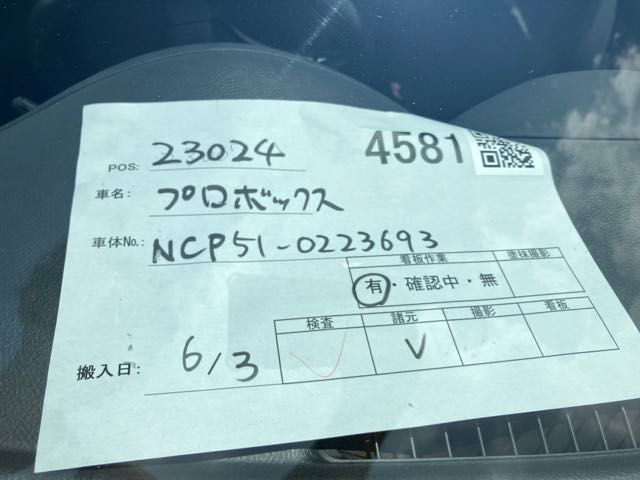 POS: 23024 4581
車名: プロボックス
車体No.: NCP51-0223693
看板作業 塗抹撮影
有・確認中・無
検査 諸元 撮影 看板
搬入日: 6/3 ✓ V